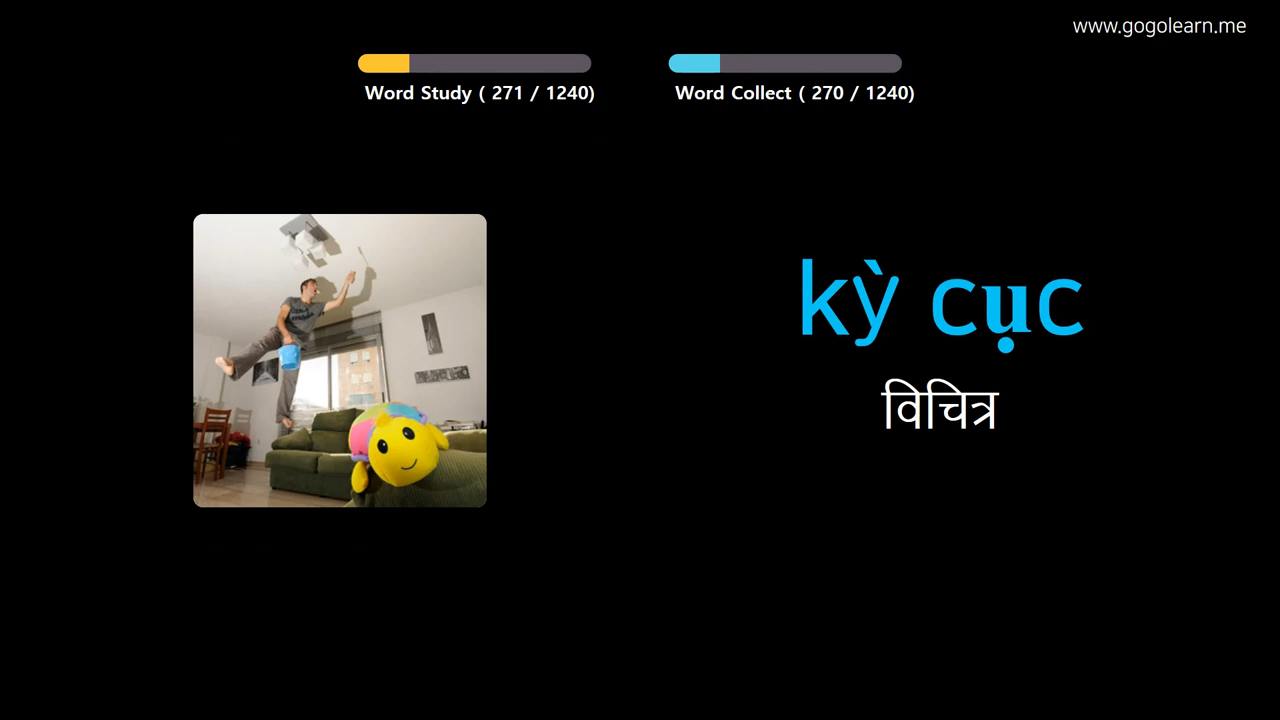 www.gogolearn.me
Word Study ( 271 / 1240)
Word Collect ( 270 / 1240)
kỳ cục
विचित्र